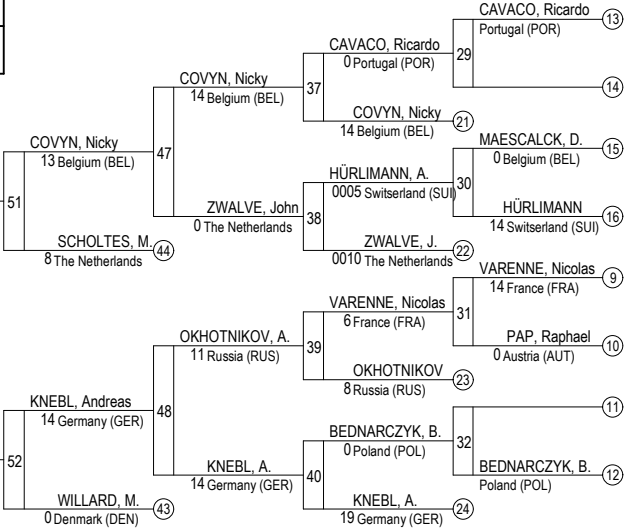 CAVACO, Ricardo
Portugal (POR)
13
29
14
CAVACO, Ricardo
0 Portugal (POR)
37
COVYN, Nicky
14 Belgium (BEL)
21
COVYN, Nicky
14 Belgium (BEL)
MAESCALCK, D.
0 Belgium (BEL)
15
30
HÜRLIMANN
14 Switserland (SUI)
16
HÜRLIMANN, A.
0005 Switserland (SUI)
38
ZWALVE, J.
0010 The Netherlands
22
ZWALVE, John
0 The Netherlands
47
COVYN, Nicky
13 Belgium (BEL)
51
SCHOLTES, M.
8 The Netherlands
44
VARENNE, Nicolas
14 France (FRA)
9
31
PAP, Raphael
0 Austria (AUT)
10
VARENNE, Nicolas
6 France (FRA)
39
OKHOTNIKOV
8 Russia (RUS)
23
OKHOTNIKOV, A.
11 Russia (RUS)
11
32
BEDNARCZYK, B.
Poland (POL)
12
BEDNARCZYK, B.
0 Poland (POL)
40
KNEBL, A.
19 Germany (GER)
24
KNEBL, A.
14 Germany (GER)
48
KNEBL, Andreas
14 Germany (GER)
52
WILLARD, M.
0 Denmark (DEN)
43